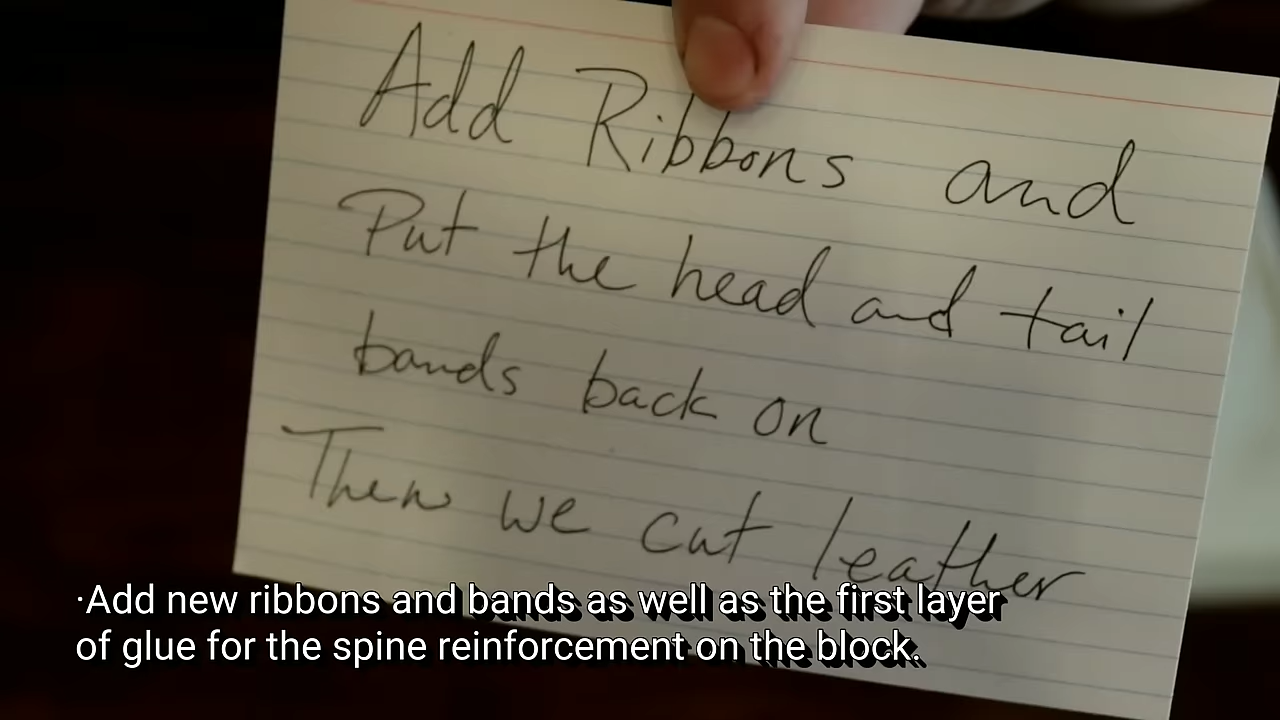 Add Ribbons and
Put the head and tail
bands back on
Then we cut leather
·Add new ribbons and bands as well as the first layer
of glue for the spine reinforcement on the block.